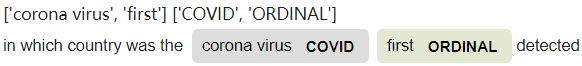 ['corona virus', 'first'] ['COVID', 'ORDINAL']
in which country was the corona virus COVID first ORDINAL detected